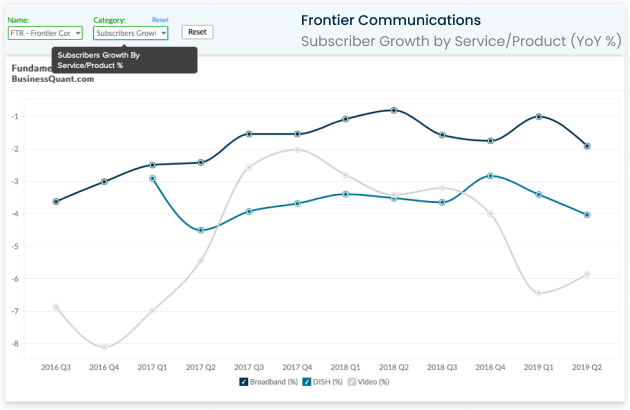 Name:
Category:
Reset
FTR - Frontier Cor
Subscribers Growt
Reset
Frontier Communications
Subscriber Growth by Service/Product (YoY %)
Subscribers Growth By
Service/Product %
Fundame
BusinessQuant.com
-1
-2
-3
-4
-5
-6
-7
-8
2016 Q3 2016 Q4 2017 Q1 2017 Q2 2017 Q3 2017 Q4 2018 Q1 2018 Q2 2018 Q3 2018 Q4 2019 Q1 2019 Q2
Broadband (%) DISH (%) Video (%)